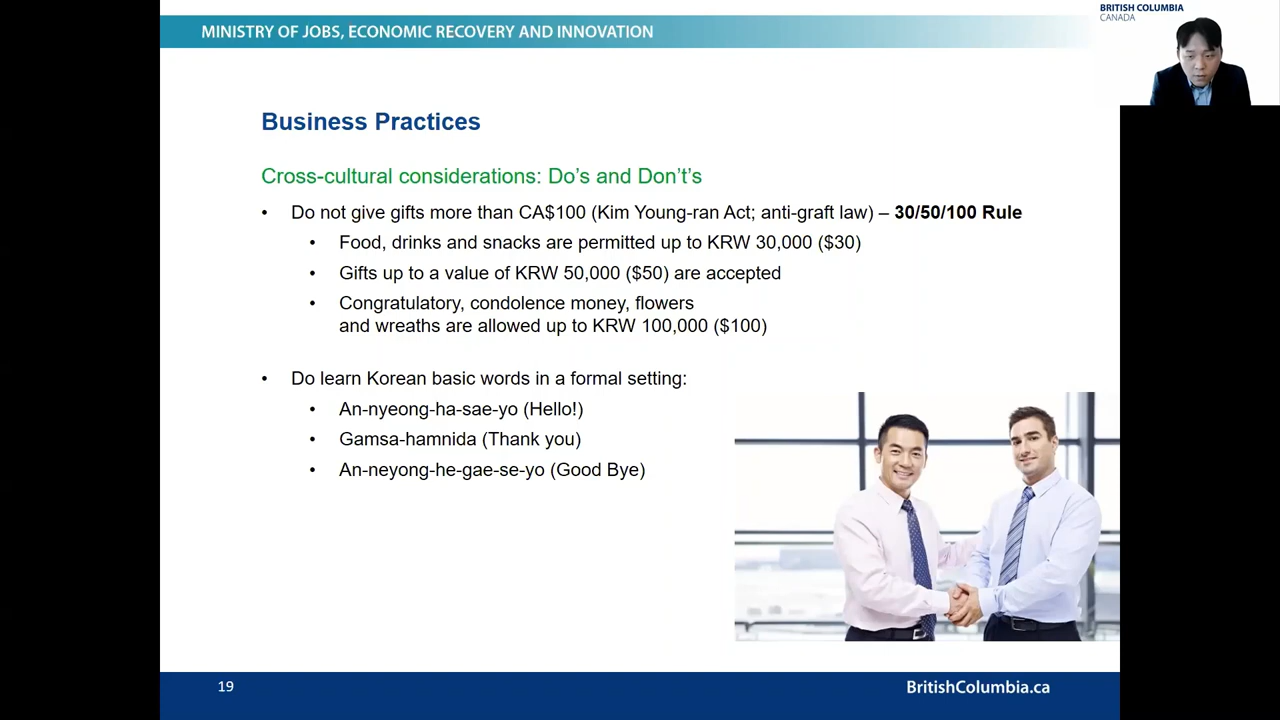 BRITISH COLUMBIA
CANADA
MINISTRY OF JOBS, ECONOMIC RECOVERY AND INNOVATION
Business Practices
Cross-cultural considerations: Do's and Don't's
• Do not give gifts more than CA$100 (Kim Young-ran Act; anti-graft law) – 30/50/100 Rule
• Food, drinks and snacks are permitted up to KRW 30,000 ($30)
• Gifts up to a value of KRW 50,000 ($50) are accepted
• Congratulatory, condolence money, flowers
and wreaths are allowed up to KRW 100,000 ($100)
• Do learn Korean basic words in a formal setting:
• An-nyeong-ha-sae-yo (Hello!)
• Gamsa-hamnida (Thank you)
• An-neyong-he-gae-se-yo (Good Bye)
19
BritishColumbia.ca